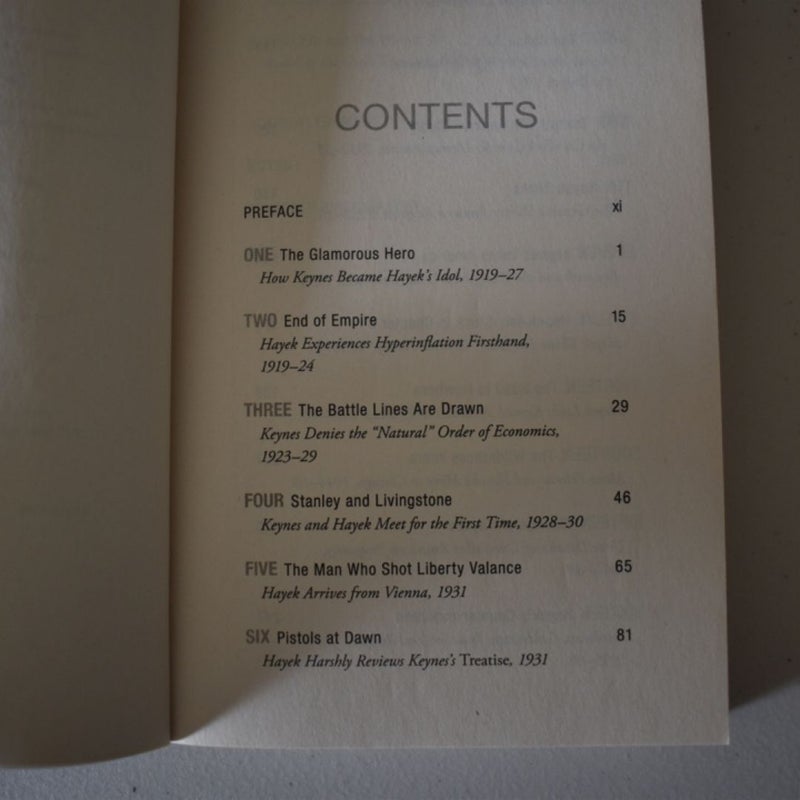 CONTENTS
PREFACE xi
ONE The Glamorous Hero 1
How Keynes Became Hayek's Idol, 1919–27
TWO End of Empire 15
Hayek Experiences Hyperinflation Firsthand,
1919–24
THREE The Battle Lines Are Drawn 29
Keynes Denies the "Natural" Order of Economics,
1923–29
FOUR Stanley and Livingstone 46
Keynes and Hayek Meet for the First Time, 1928–30
FIVE The Man Who Shot Liberty Valance 65
Hayek Arrives from Vienna, 1931
SIX Pistols at Dawn 81
Hayek Harshly Reviews Keynes's Treatise, 1931